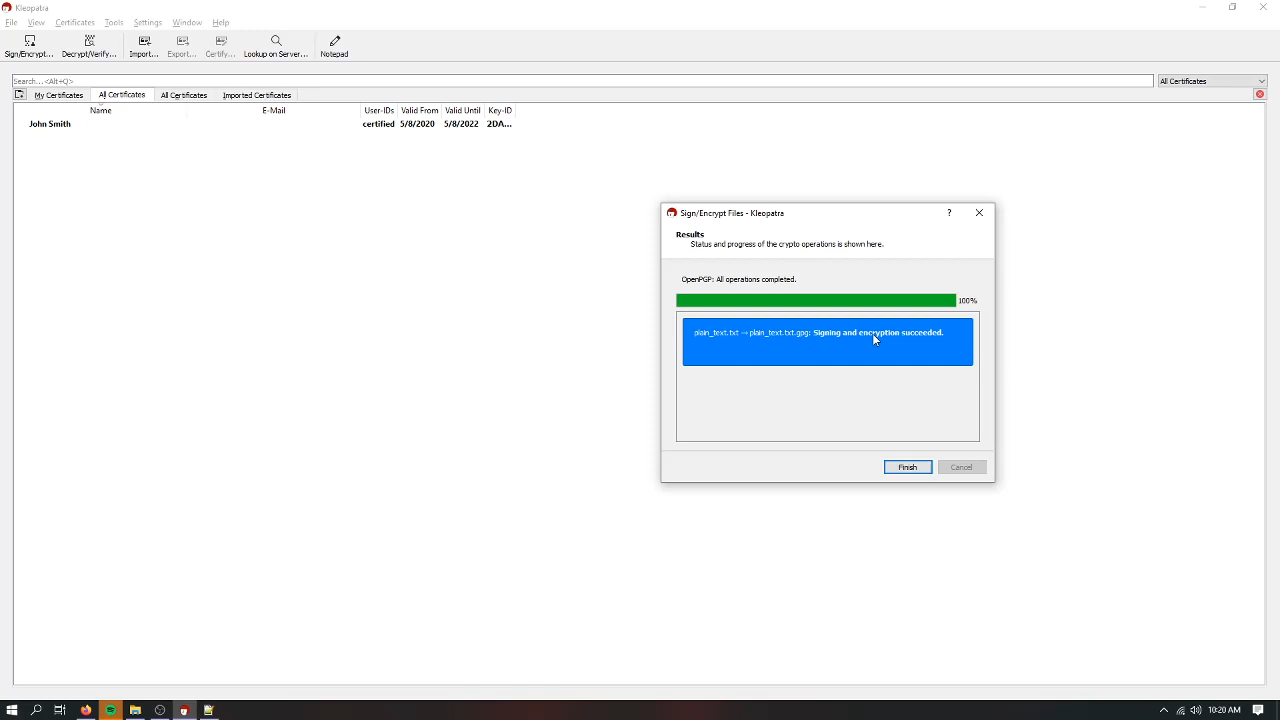 Kleopatra
File View Certificates Tools Settings Window Help
Sign/Encrypt... Decrypt/Verify... Import... Export... Certify... Lookup on Server... Notepad
Search...<Alt+Q> All Certificates
My Certificates All Certificates All Certificates Imported Certificates
Name E-Mail User-IDs Valid From Valid Until Key-ID
John Smith certified 5/8/2020 5/8/2022 2DA...
Sign/Encrypt Files - Kleopatra ?
Results
Status and progress of the crypto operations is shown here.
OpenPGP: All operations completed.
100%
plain_text.txt → plain_text.txt.gpg: Signing and encryption succeeded.
Finish Cancel
10:20 AM